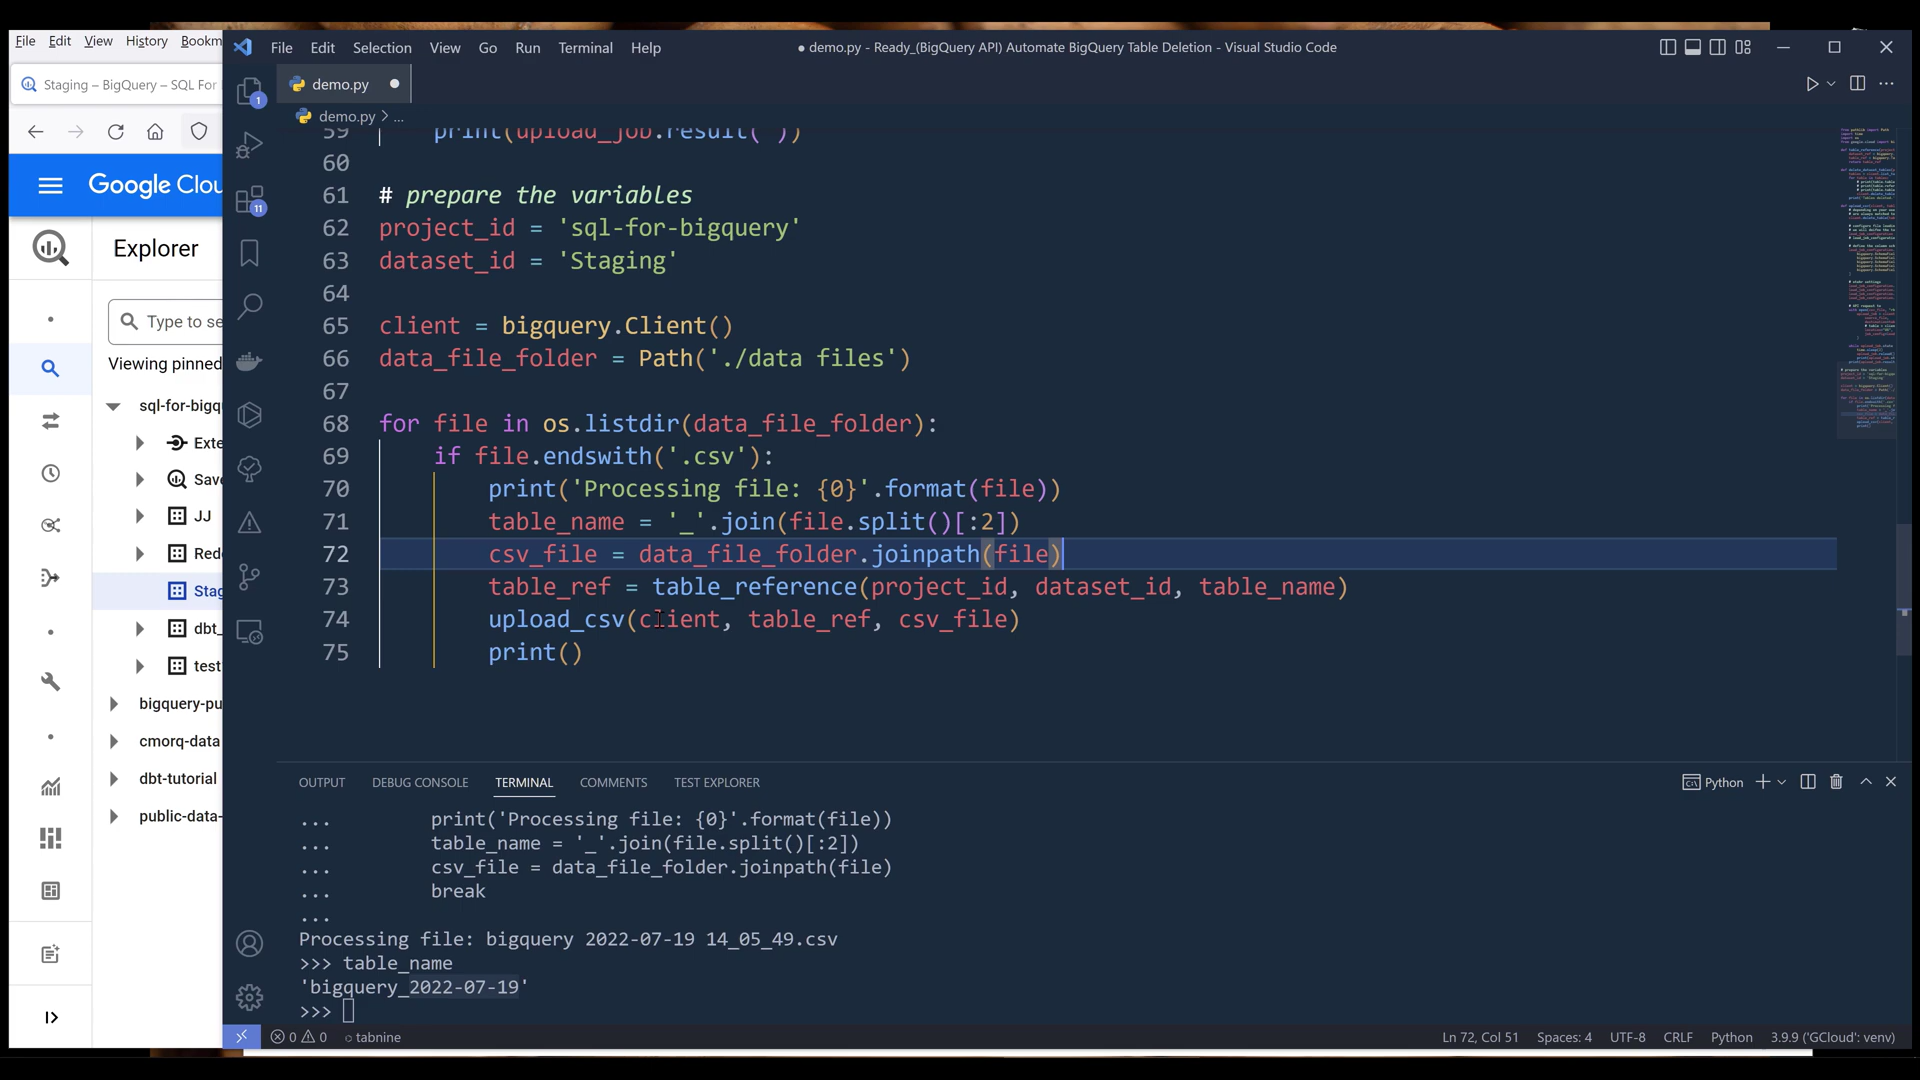 File Edit View History Bookm
Staging – BigQuery – SQL For
Google Clou
Explorer
Type to se
Viewing pinned
sql-for-bigqu
Exte
Save
JJ
Redd
Stag
dbt_
test
bigquery-pu
cmorq-data
dbt-tutorial
public-data-
File Edit Selection View Go Run Terminal Help
● demo.py - Ready_(BigQuery API) Automate BigQuery Table Deletion - Visual Studio Code
demo.py
demo.py > ...
1
11
59 print(upload_job.result( ))
60
61 # prepare the variables
62 project_id = 'sql-for-bigquery'
63 dataset_id = 'Staging'
64
65 client = bigquery.Client()
66 data_file_folder = Path('./data files')
67
68 for file in os.listdir(data_file_folder):
69 if file.endswith('.csv'):
70 print('Processing file: {0}'.format(file))
71 table_name = '_'.join(file.split()[:2])
72 csv_file = data_file_folder.joinpath(file)
73 table_ref = table_reference(project_id, dataset_id, table_name)
74 upload_csv(client, table_ref, csv_file)
75 print()
OUTPUT DEBUG CONSOLE TERMINAL COMMENTS TEST EXPLORER
Python
... print('Processing file: {0}'.format(file))
... table_name = '_'.join(file.split()[:2])
... csv_file = data_file_folder.joinpath(file)
... break
...
Processing file: bigquery 2022-07-19 14_05_49.csv
>>> table_name
'bigquery_2022-07-19'
>>>
0 0 tabnine
Ln 72, Col 51 Spaces: 4 UTF-8 CRLF Python 3.9.9 ('GCloud': venv)